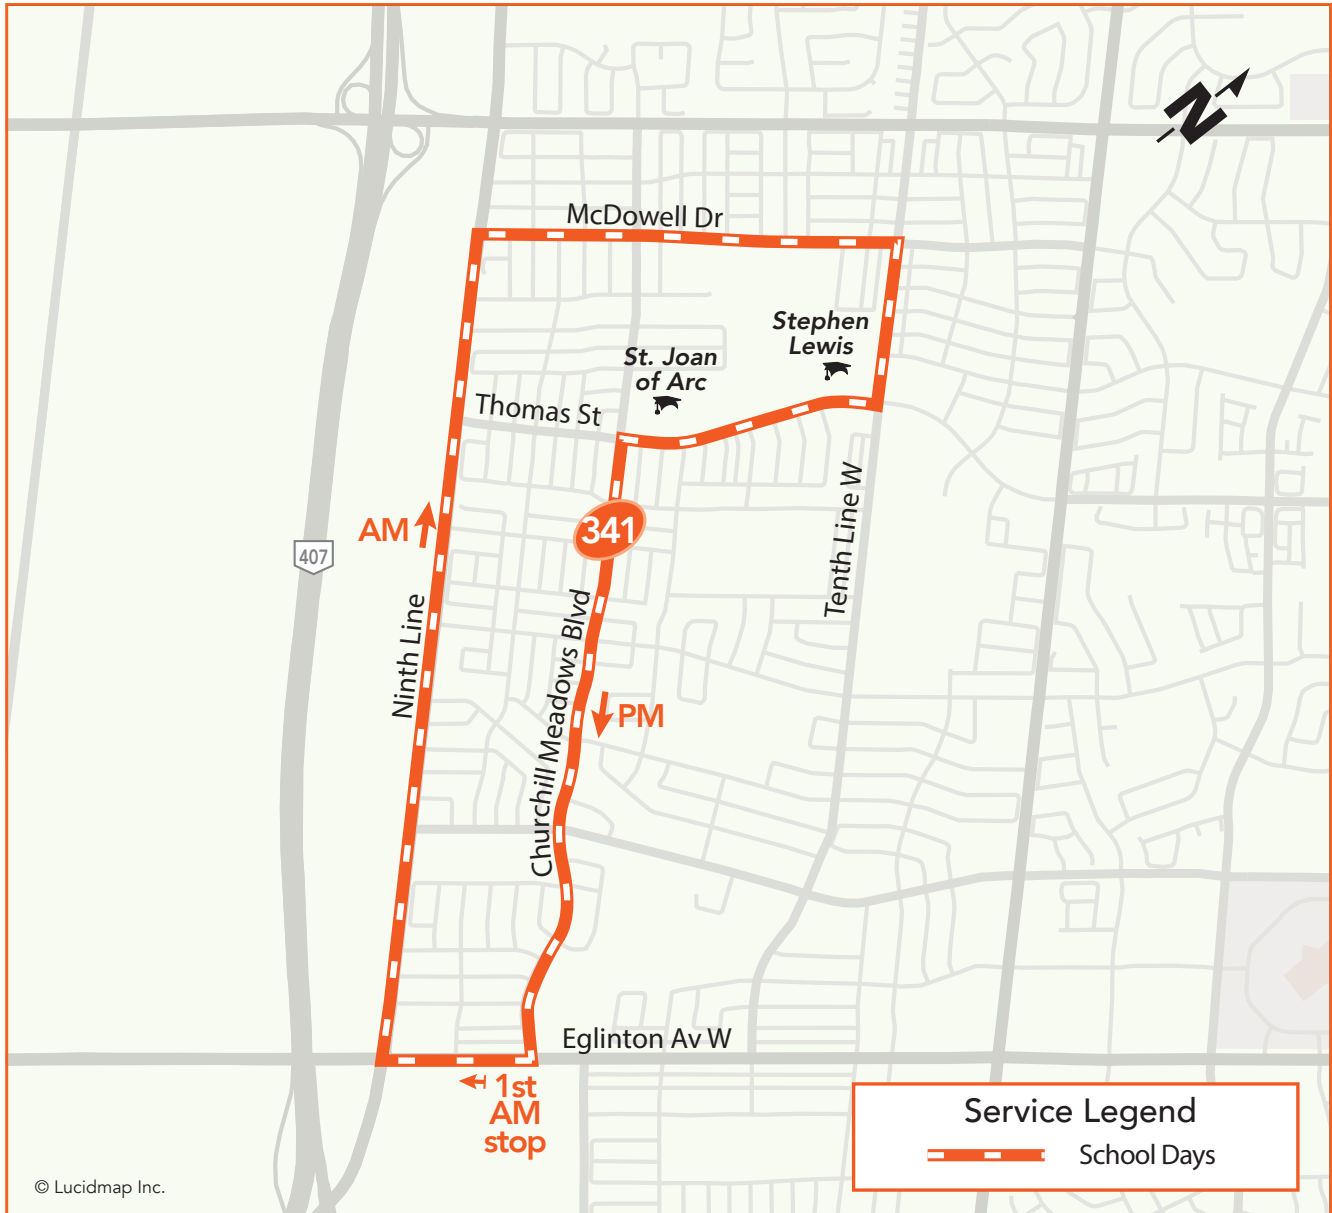 N
McDowell Dr
Stephen
Lewis
St. Joan
of Arc
Thomas St
Tenth Line W
341
AM
407
Ninth Line
Churchill Meadows Blvd
PM
Eglinton Av W
1st
AM
stop
Service Legend
School Days
© Lucidmap Inc.